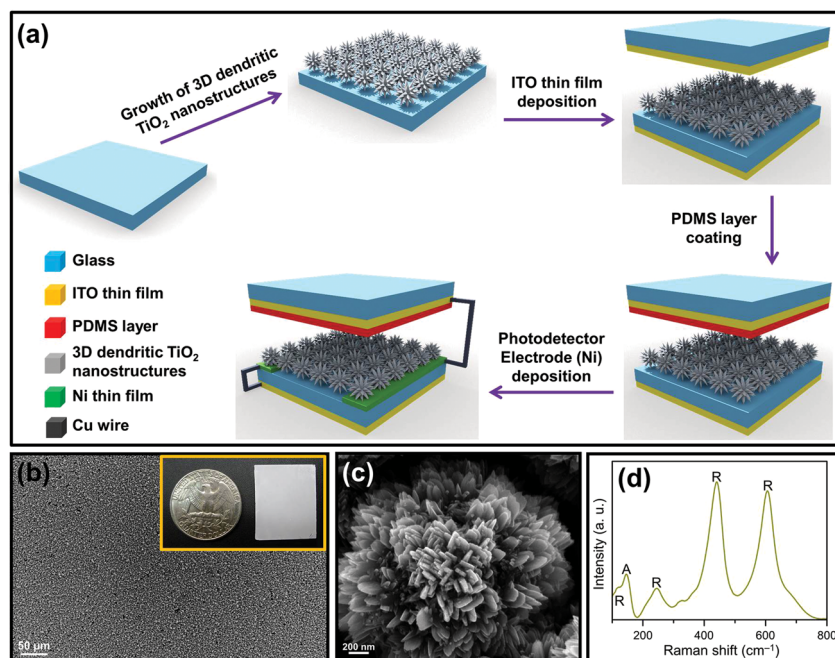 (a)
Growth of 3D dendritic
TiO₂ nanostructures
ITO thin film
deposition
PDMS layer
coating
Glass
ITO thin film
PDMS layer
3D dendritic TiO₂
nanostructures
Ni thin film
Cu wire
Photodetector
Electrode (Ni)
deposition
(b)
50 μm
(c)
200 nm
(d)
Intensity (a. u.)
R
A
R
R
R
200
400
600
800
Raman shift (cm⁻¹)